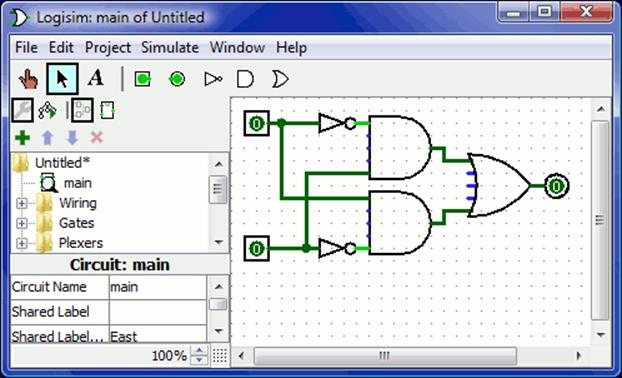 Logisim: main of Untitled
File Edit Project Simulate Window Help
A
0
0
0
Untitled*
main
Wiring
Gates
Plexers
Circuit: main
Circuit Name main
Shared Label
Shared Label... East
100%